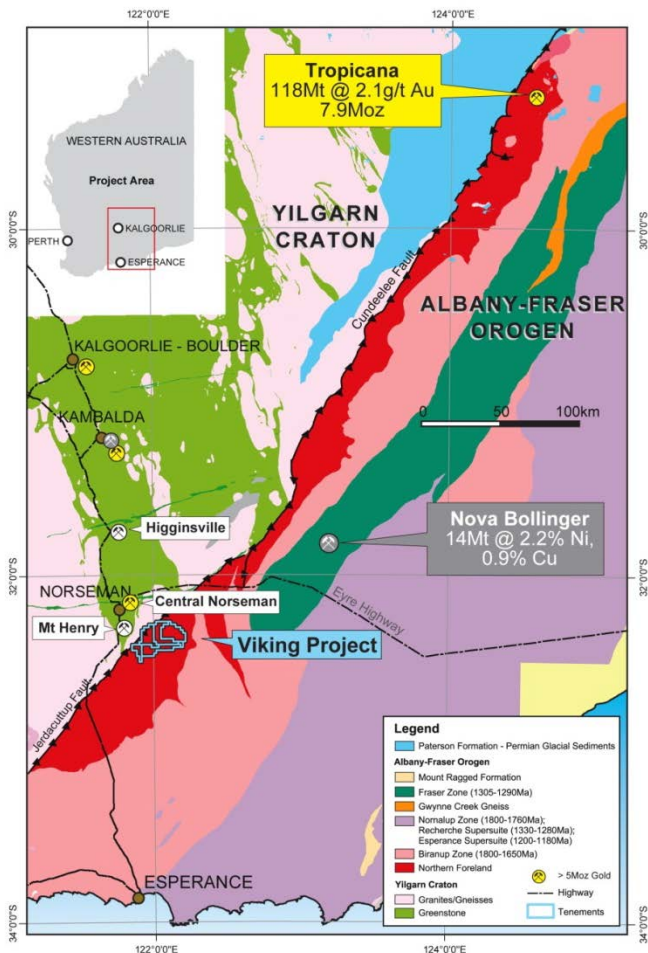 122°0'0"E
124°0'0"E
Tropicana
118Mt @ 2.1g/t Au
7.9Moz
WESTERN AUSTRALIA
Project Area
KALGOORLIE
PERTH
ESPERANCE
30°0'0"S
30°0'0"S
YILGARN
CRATON
Cundeelee Fault
ALBANY-FRASER
OROGEN
KALGOORLIE - BOULDER
KAMBALDA
0 50 100km
Higginsville
Nova Bollinger
14Mt @ 2.2% Ni,
0.9% Cu
32°0'0"S
32°0'0"S
NORSEMAN
Central Norseman
Eyre Highway
Mt Henry
Viking Project
Jerdacuttup Fault
Legend
Paterson Formation - Permian Glacial Sediments
Albany-Fraser Orogen
Mount Ragged Formation
Fraser Zone (1305-1290Ma)
Gwynne Creek Gneiss
Nornalup Zone (1800-1760Ma);
Recherche Supersuite (1330-1280Ma);
Esperance Supersuite (1200-1180Ma)
Biranup Zone (1800-1650Ma)
Northern Foreland
Yilgarn Craton
Granites/Gneisses
Greenstone
> 5Moz Gold
Highway
Tenements
ESPERANCE
34°0'0"S
34°0'0"S
122°0'0"E
124°0'0"E